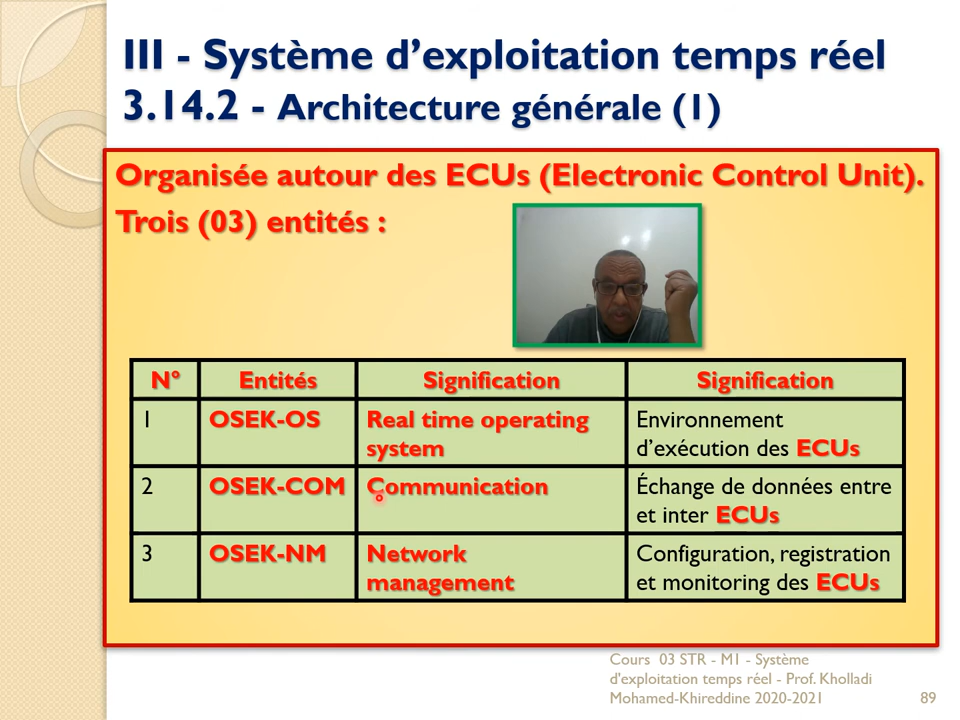 III - Système d’exploitation temps réel
3.14.2 - Architecture générale (1)
Organisée autour des ECUs (Electronic Control Unit).
Trois (03) entités :
N° Entités Signification Signification
1 OSEK-OS Real time operating system Environnement d’exécution des ECUs
2 OSEK-COM Communication Échange de données entre et inter ECUs
3 OSEK-NM Network management Configuration, registration et monitoring des ECUs
Cours 03 STR - M1 - Système
d'exploitation temps réel - Prof. Kholladi
Mohamed-Khireddine 2020-2021 89